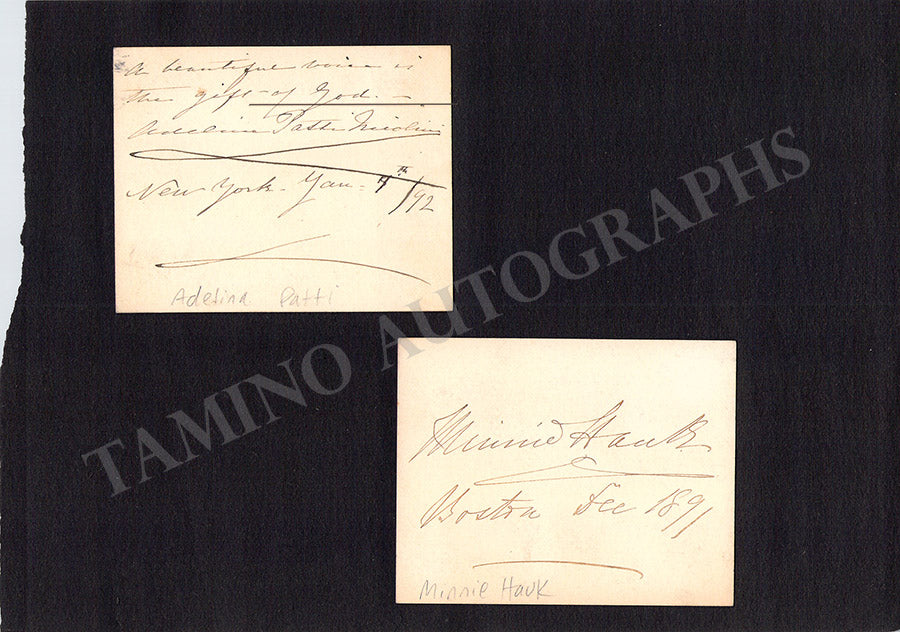 A beautiful voice is
the gift of God. —
Adelina Patti Nicolini
New York - Jan - 4th/92
Adelina Patti
Minnie Hauk
Boston Dec 1891
Minnie Hauk
TAMINO AUTOGRAPHS